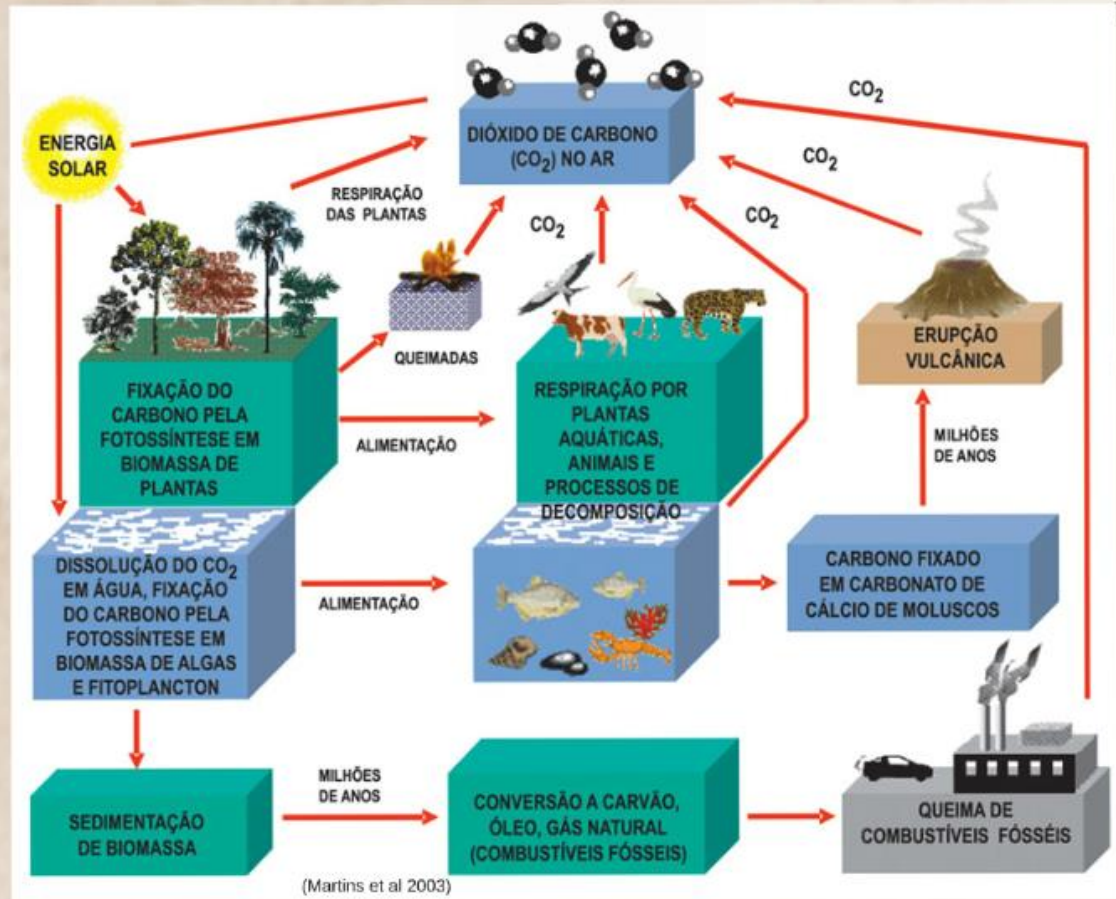 CO₂
DIÓXIDO DE CARBONO
(CO₂) NO AR
ENERGIA
SOLAR
CO₂
RESPIRAÇÃO
DAS PLANTAS
CO₂
CO₂
QUEIMADAS
ERUPÇÃO
VULCÂNICA
FIXAÇÃO DO
CARBONO PELA
FOTOSSÍNTESE EM
BIOMASSA DE
PLANTAS
ALIMENTAÇÃO
RESPIRAÇÃO POR
PLANTAS
AQUÁTICAS,
ANIMAIS E
PROCESSOS DE
DECOMPOSIÇÃO
MILHÕES
DE ANOS
DISSOLUÇÃO DO CO₂
EM ÁGUA, FIXAÇÃO
DO CARBONO PELA
FOTOSSÍNTESE EM
BIOMASSA DE ALGAS
E FITOPLANCTON
ALIMENTAÇÃO
CARBONO FIXADO
EM CARBONATO DE
CÁLCIO DE MOLUSCOS
SEDIMENTAÇÃO
DE BIOMASSA
MILHÕES
DE ANOS
CONVERSÃO A CARVÃO,
ÓLEO, GÁS NATURAL
(COMBUSTÍVEIS FÓSSEIS)
QUEIMA DE
COMBUSTÍVEIS FÓSSÉIS
(Martins et al 2003)